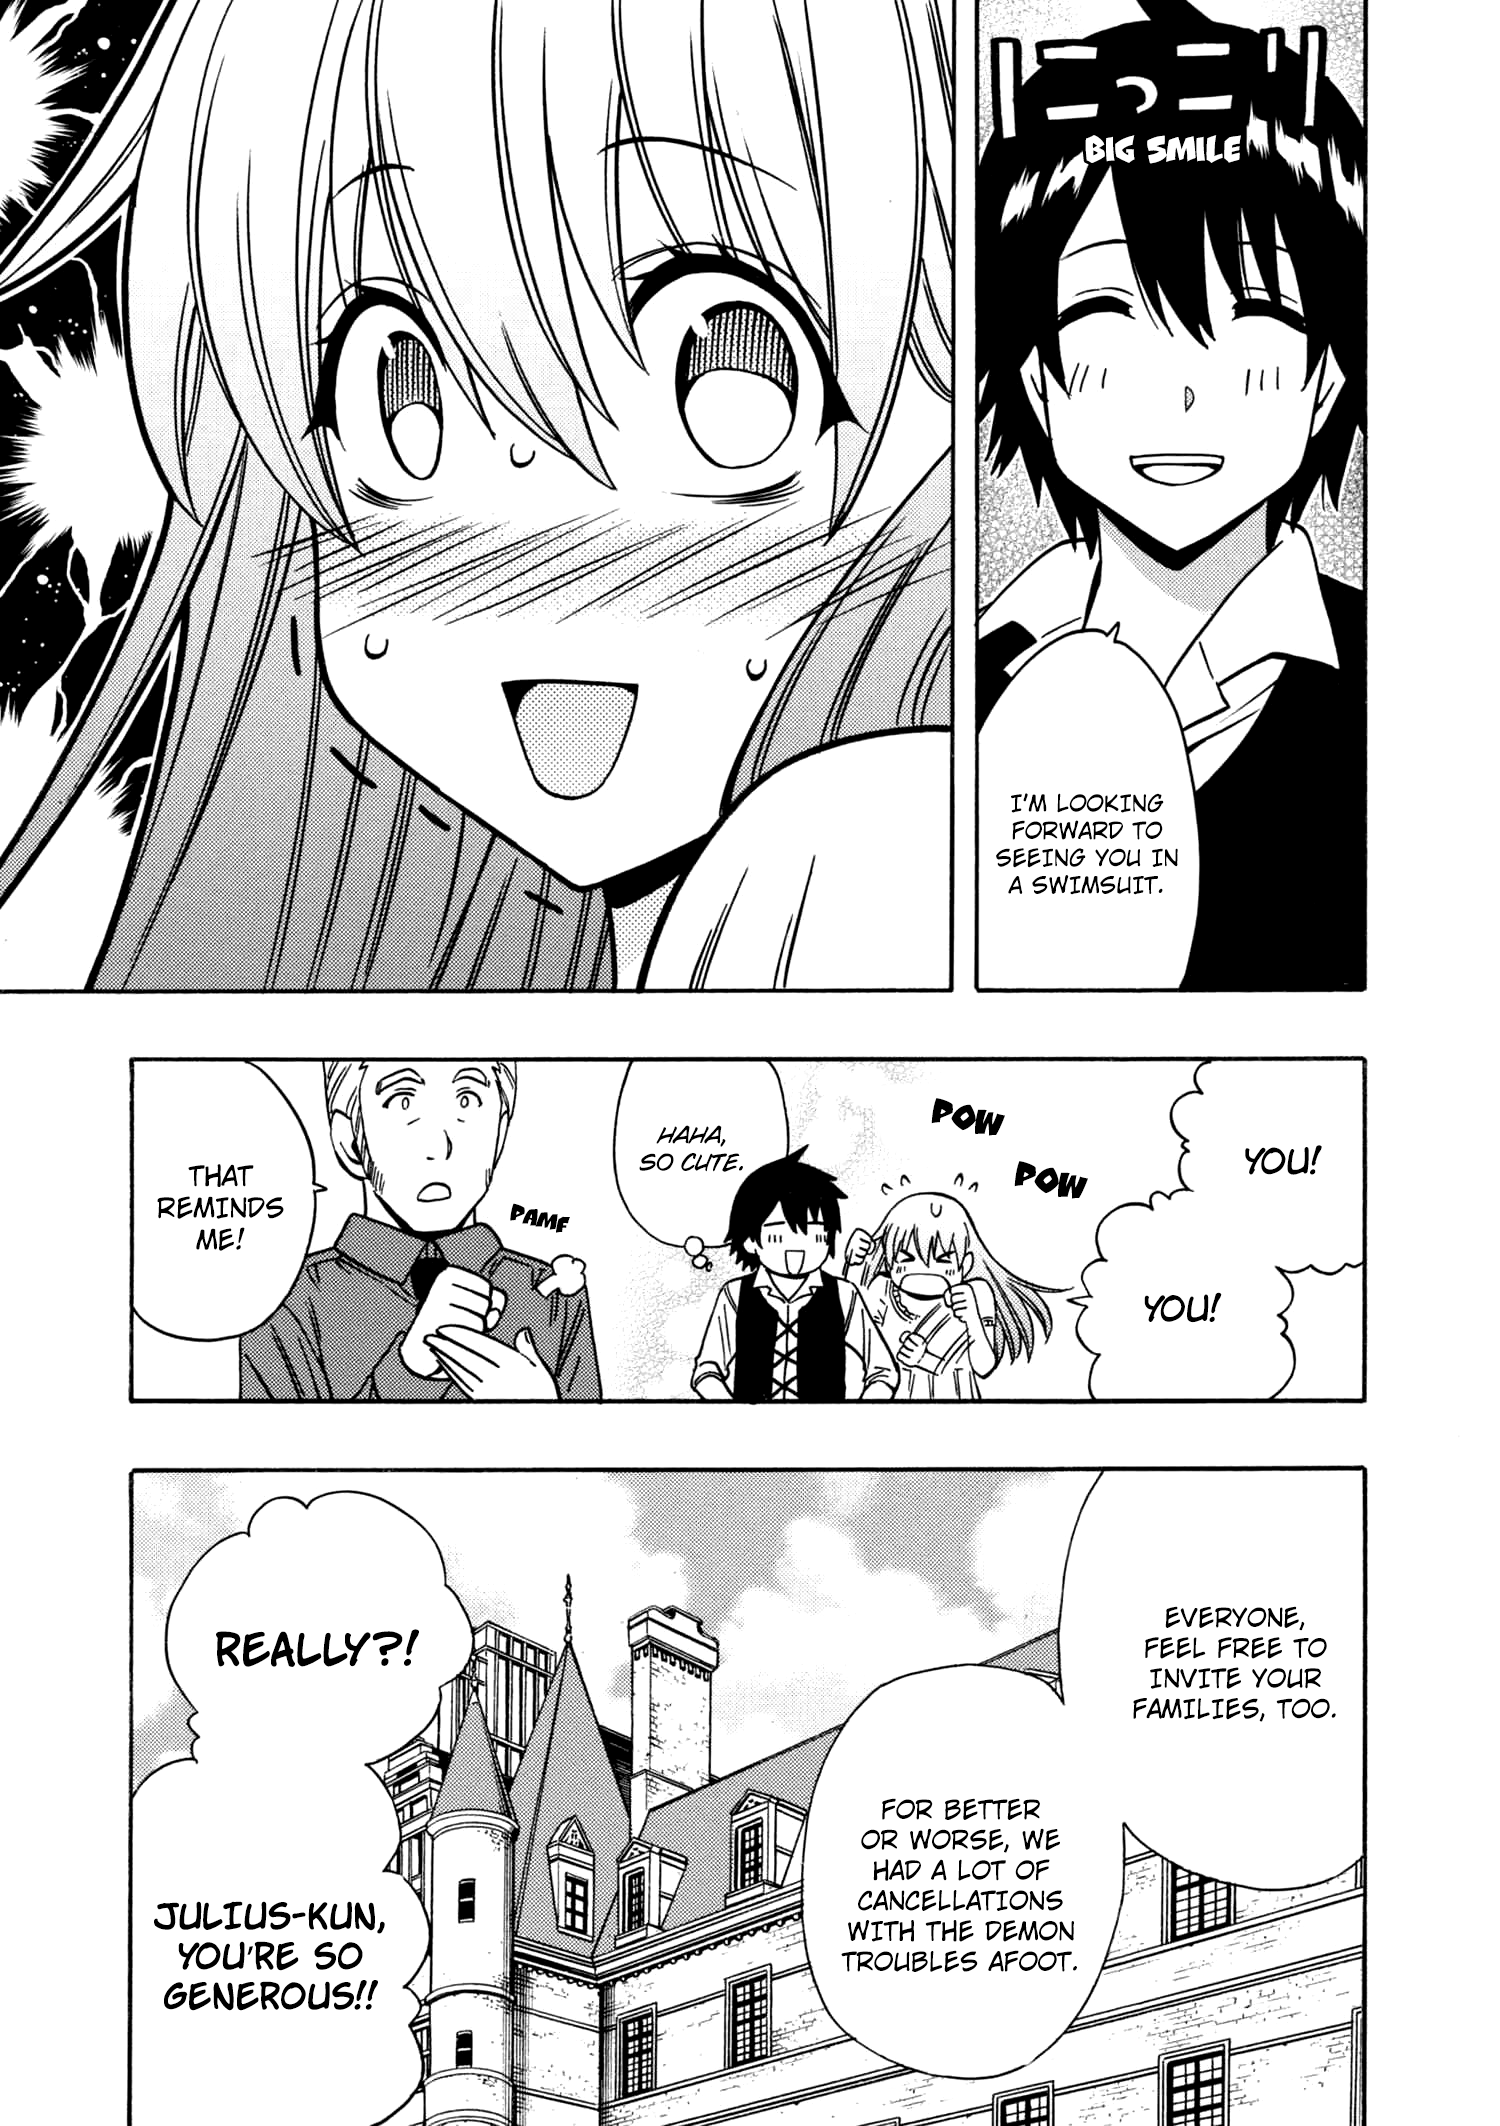 ニコニコ
BIG SMILE
I'M LOOKING
FORWARD TO
SEEING YOU IN
A SWIMSUIT.
YOU!
YOU!
POW
POW
HAHA,
SO CUTE.
PAMF
THAT
REMINDS
ME!
EVERYONE,
FEEL FREE TO
INVITE YOUR
FAMILIES, TOO.
FOR BETTER
OR WORSE, WE
HAD A LOT OF
CANCELLATIONS
WITH THE DEMON
TROUBLES AFOOT.
REALLY?!
JULIUS-KUN,
YOU'RE SO
GENEROUS!!